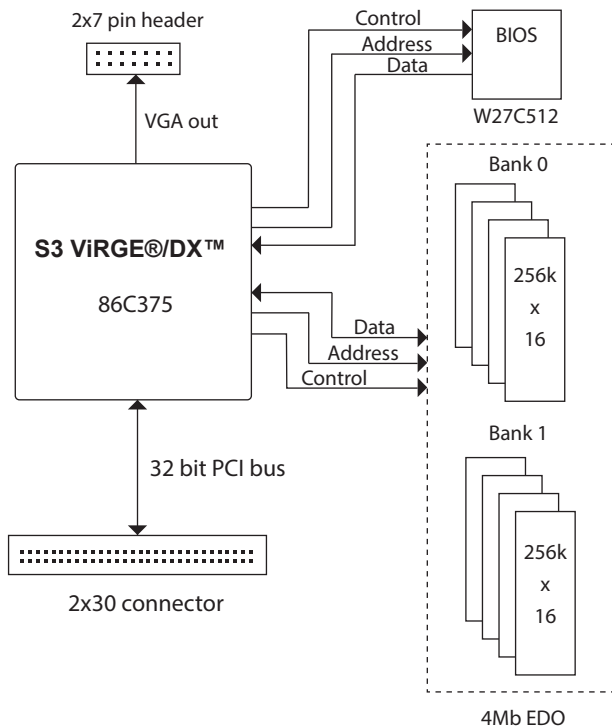 2x7 pin header
VGA out
Control
Address
Data
BIOS
W27C512
S3 ViRGE®/DX™
86C375
Data
Address
Control
32 bit PCI bus
2x30 connector
Bank 0
256k
x
16
Bank 1
256k
x
16
4Mb EDO